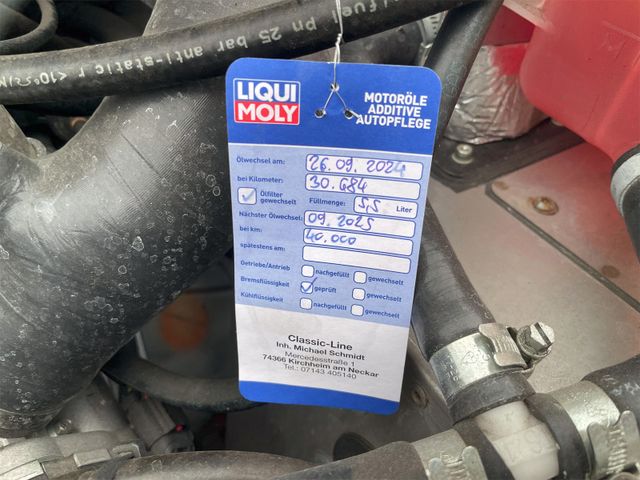 fuel Pn 25 bar anti-static r <10⁶Ω/
LIQUI
MOLY
MOTORÖLE
ADDITIVE
AUTOPFLEGE
Ölwechsel am: 26.09.2024
bei Kilometer: 30.684
Ölfilter gewechselt Füllmenge: 5,5 Liter
Nächster Ölwechsel: 09.2025
bei km: 40.000
spätestens am:
Getriebe/Antrieb nachgefüllt gewechselt
Bremsflüssigkeit geprüft gewechselt
Kühlflüssigkeit nachgefüllt gewechselt
Classic-Line
Inh. Michael Schmidt
Mercedesstraße 1
74366 Kirchheim am Neckar
Tel.: 07143 405140